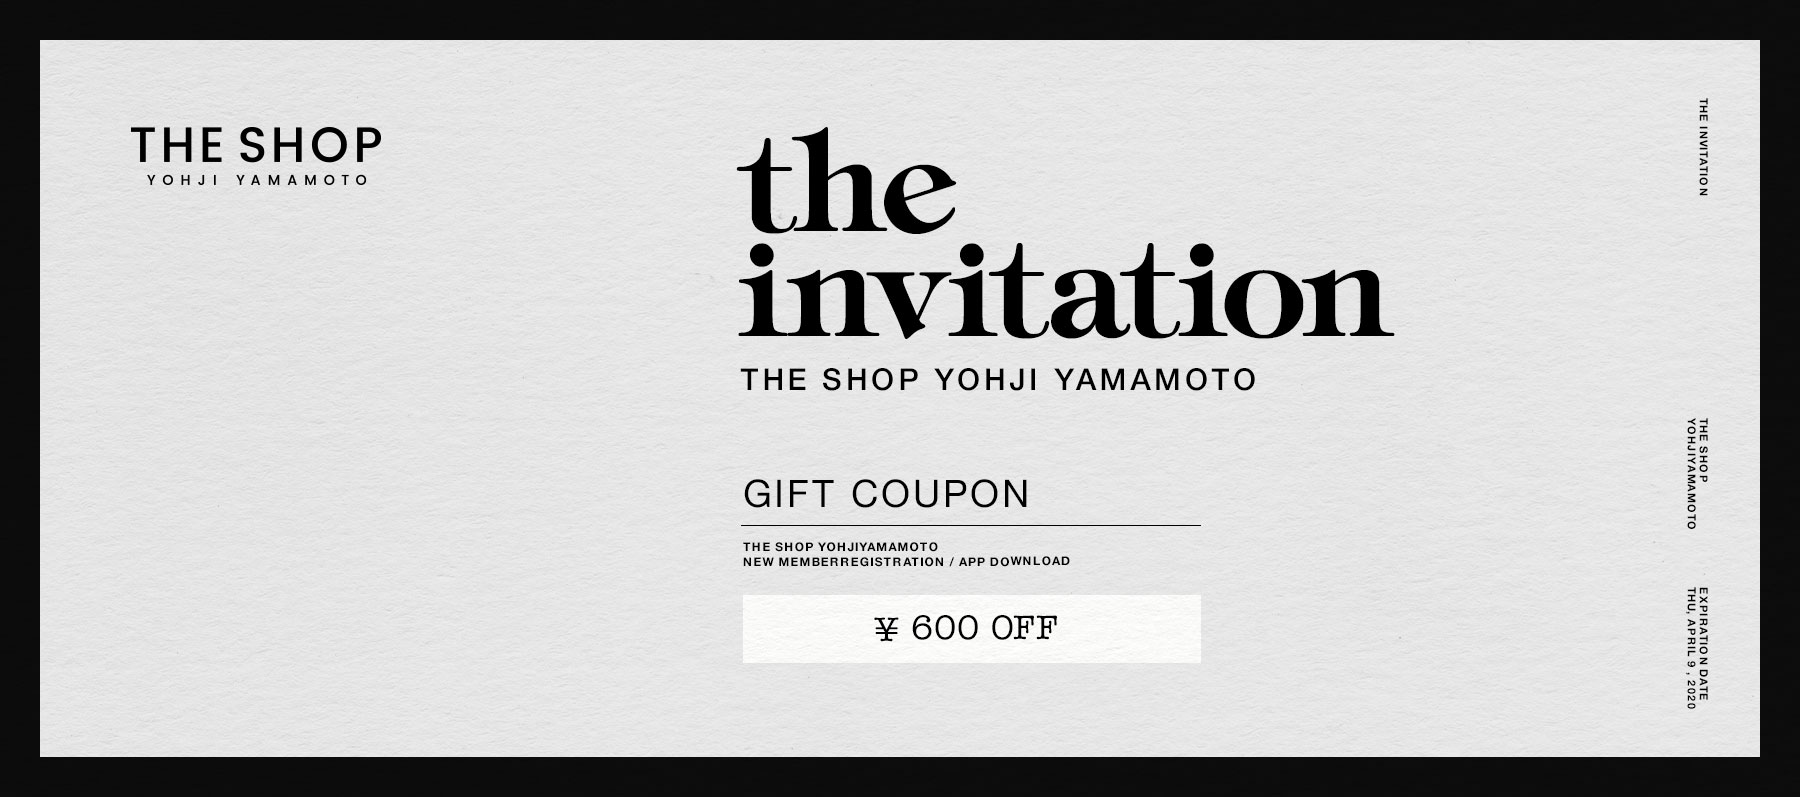 THE SHOP
YOHJI YAMAMOTO
the
invitation
THE SHOP YOHJI YAMAMOTO
GIFT COUPON
THE SHOP YOHJIYAMAMOTO
NEW MEMBERREGISTRATION / APP DOWNLOAD
¥ 600 OFF
THE INVITATION
THE SHOP
YOHJIYAMAMOTO
EXPIRATION DATE
THU, APRIL 9 , 2020